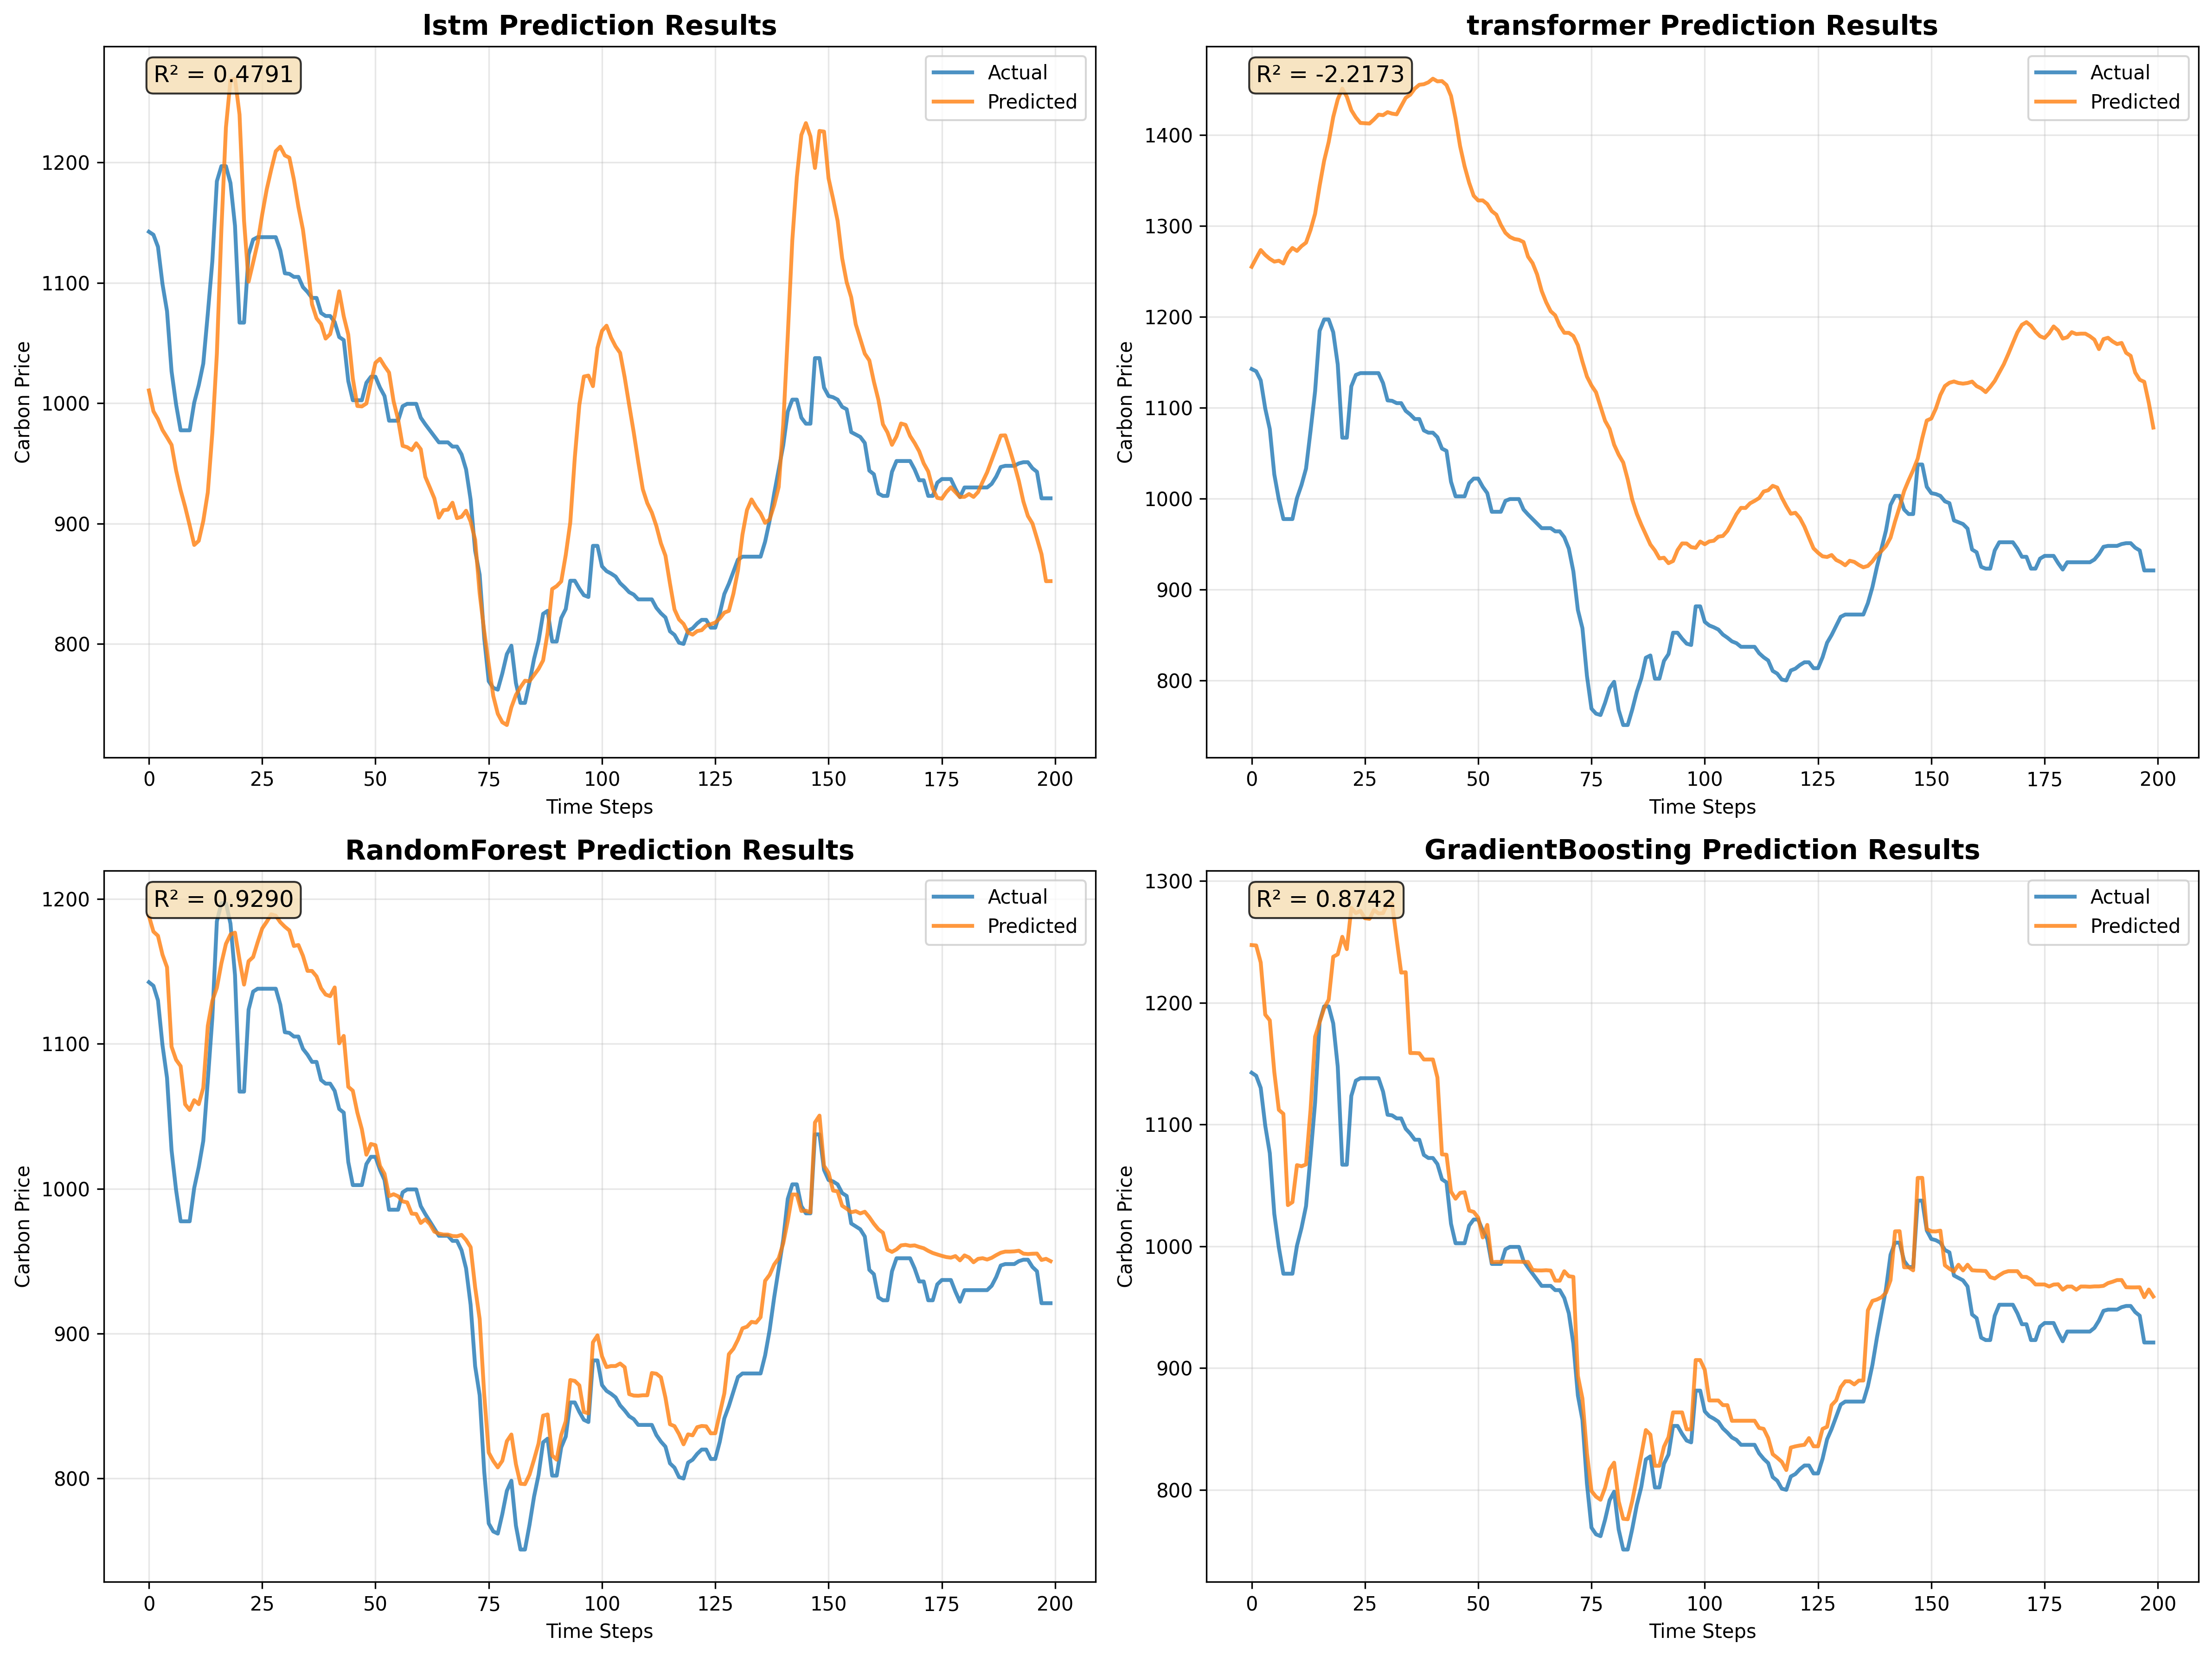 lstm Prediction Results
R² = 0.4791
Actual
Predicted
1200
1100
1000
900
800
Carbon Price
0 25 50 75 100 125 150 175 200
Time Steps
transformer Prediction Results
R² = -2.2173
Actual
Predicted
1400
1300
1200
1100
1000
900
800
Carbon Price
0 25 50 75 100 125 150 175 200
Time Steps
RandomForest Prediction Results
R² = 0.9290
Actual
Predicted
1200
1100
1000
900
800
Carbon Price
0 25 50 75 100 125 150 175 200
Time Steps
GradientBoosting Prediction Results
R² = 0.8742
Actual
Predicted
1300
1200
1100
1000
900
800
Carbon Price
0 25 50 75 100 125 150 175 200
Time Steps